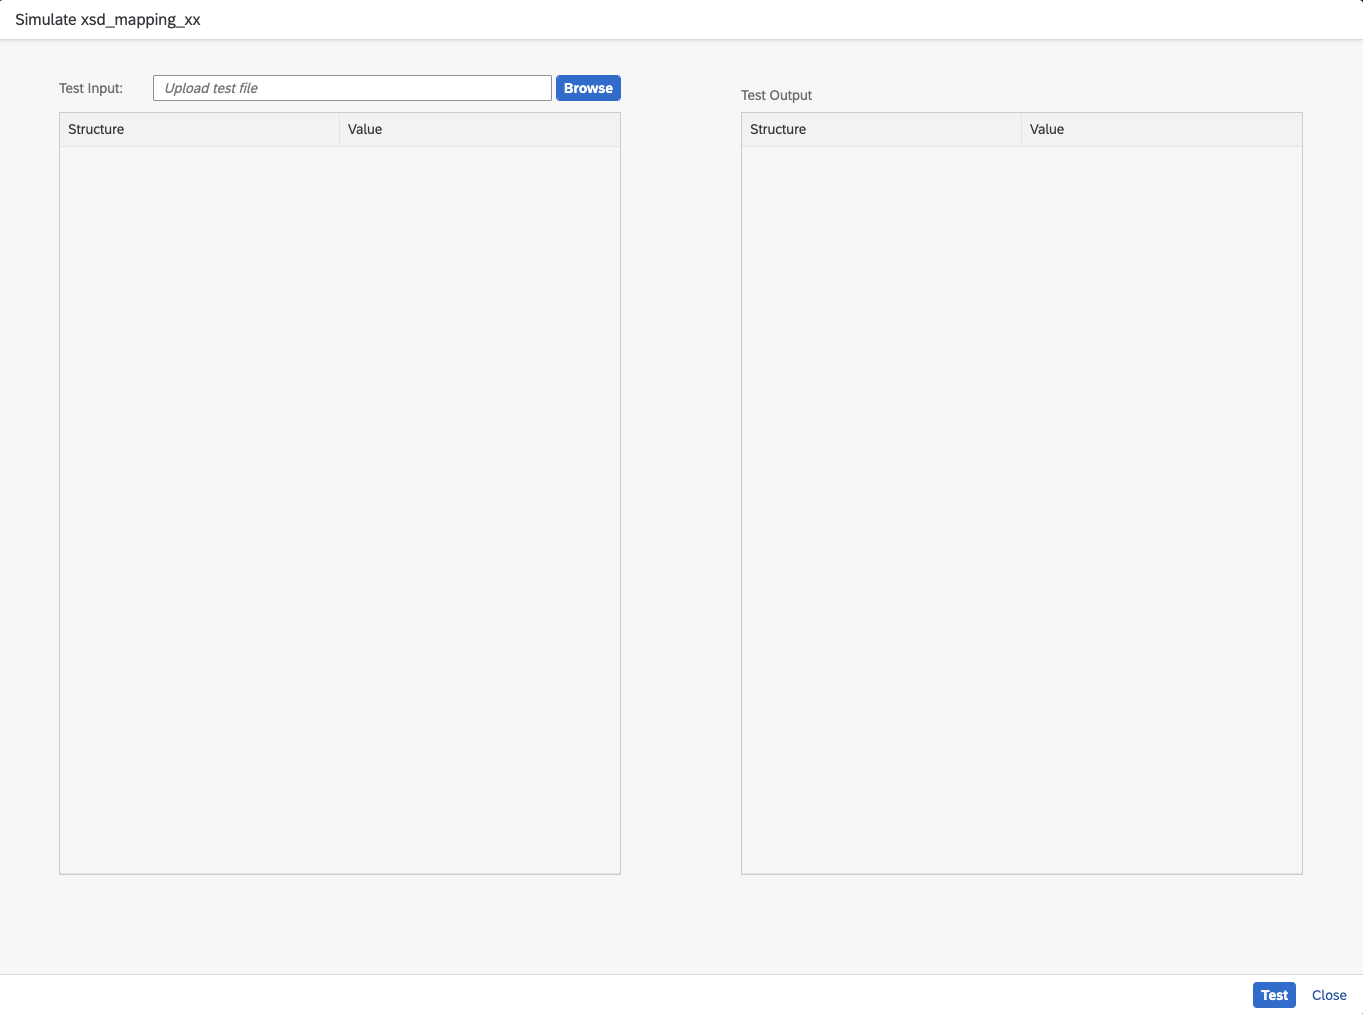 Simulate xsd_mapping_xx
Test Input:
Upload test file
Browse
Structure
Value
Test Output
Structure
Value
Test
Close